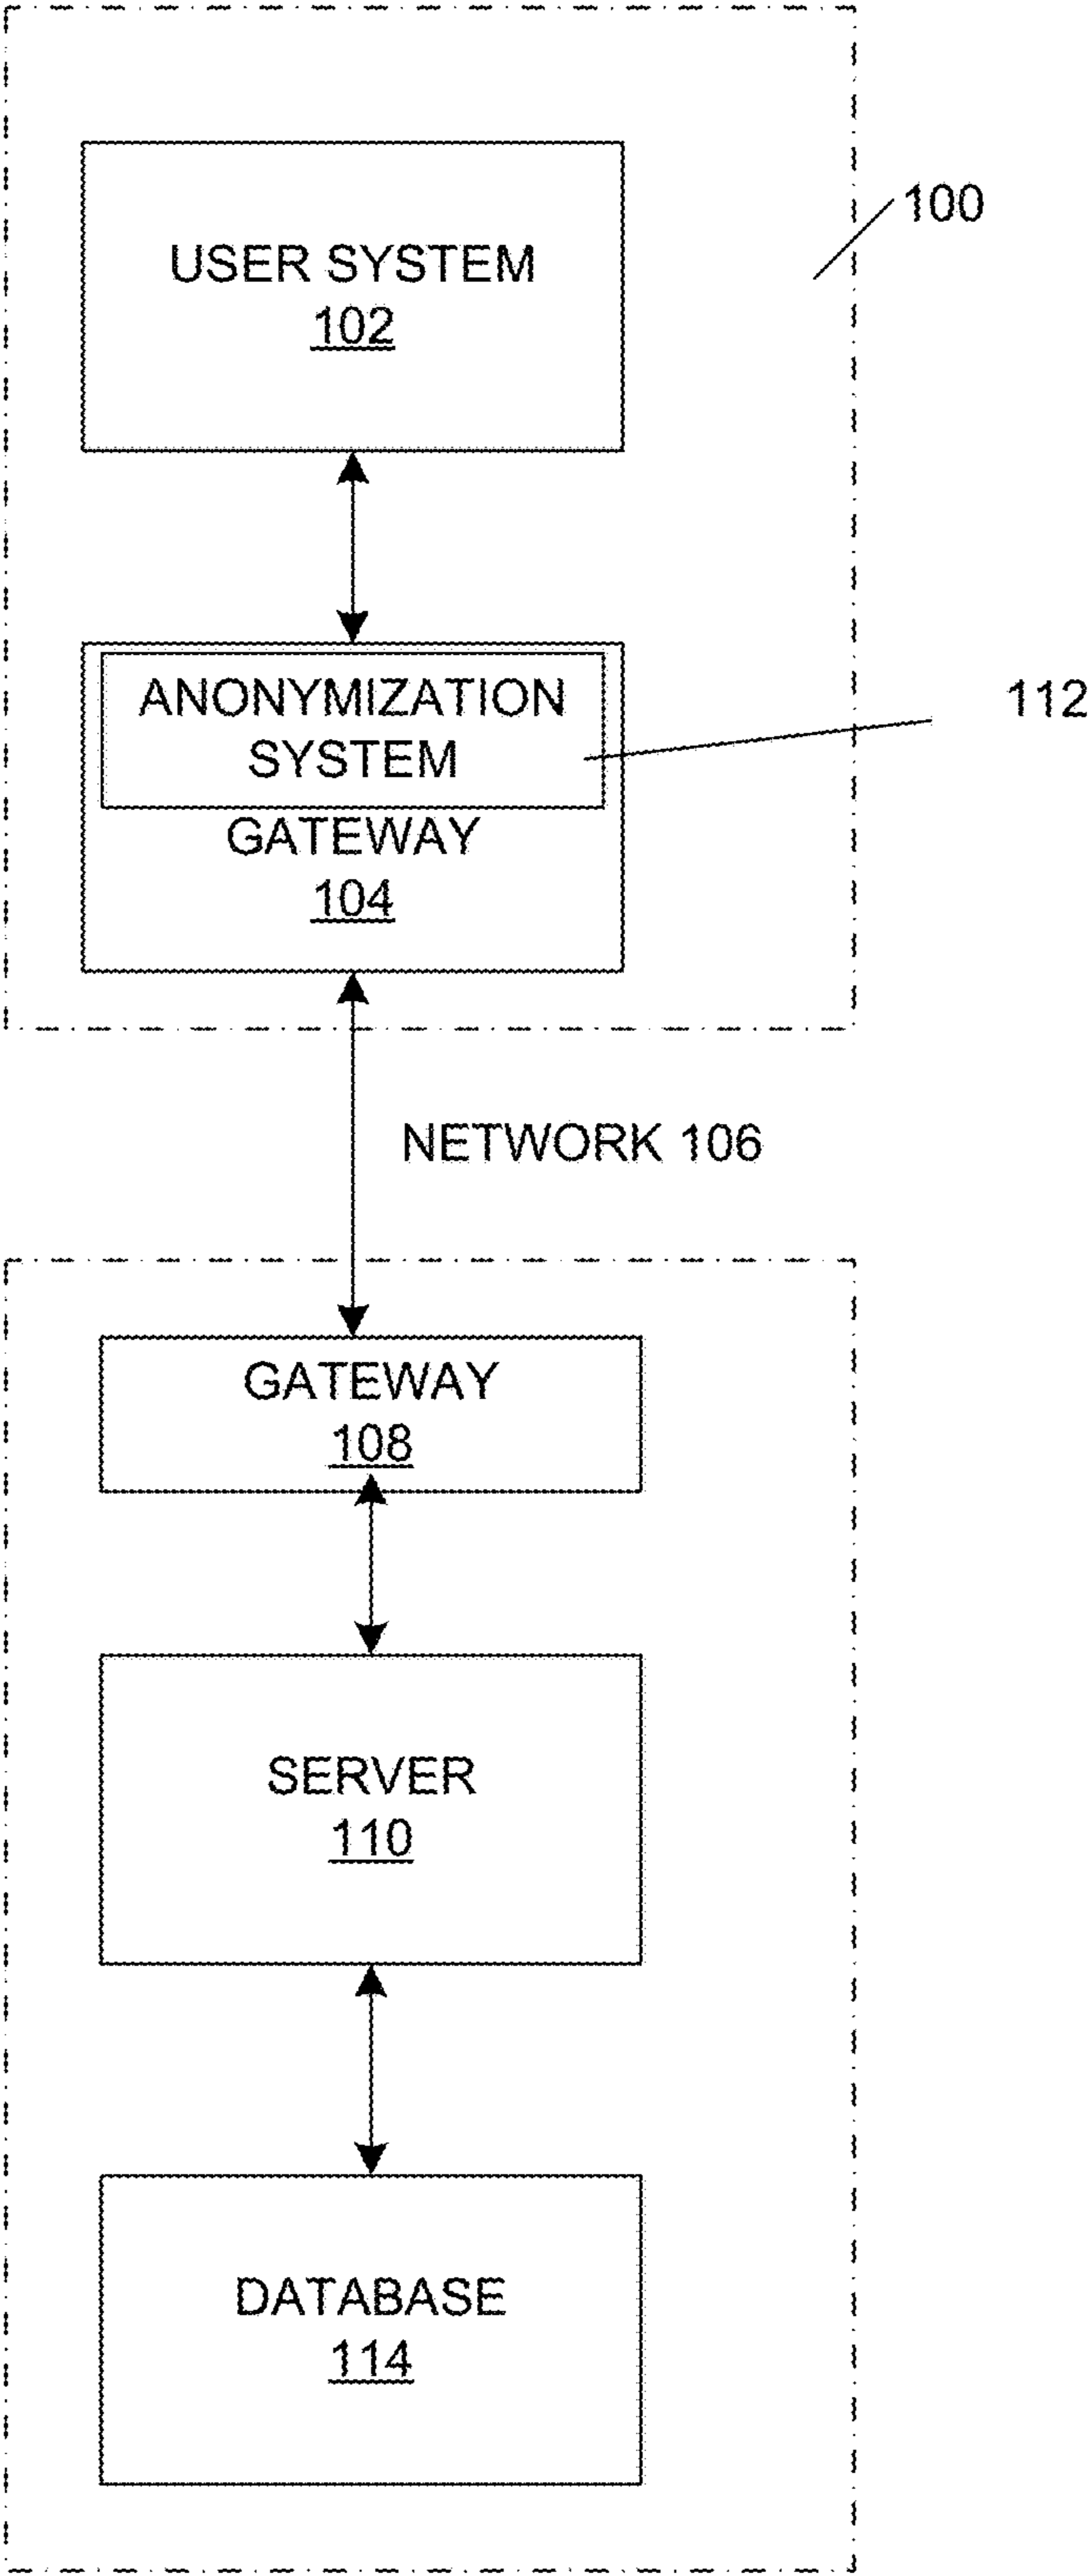 USER SYSTEM
102
100
ANONYMIZATION
SYSTEM
112
GATEWAY
104
NETWORK 106
GATEWAY
108
SERVER
110
DATABASE
114